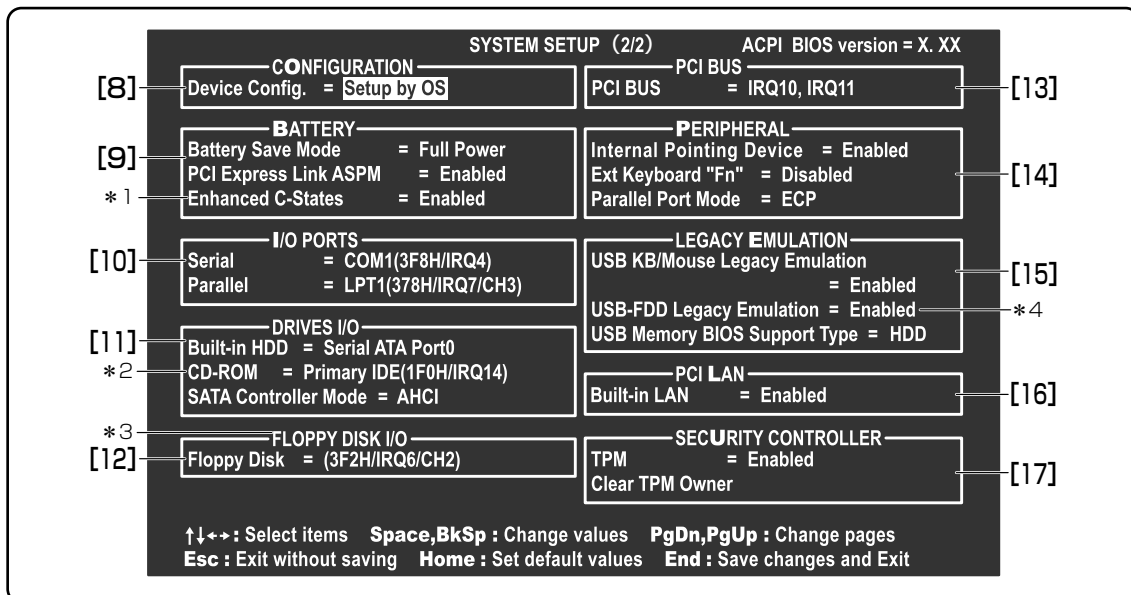 SYSTEM SETUP (2/2) ACPI BIOS version = X. XX
[8]
CONFIGURATION
Device Config. = Setup by OS
[9]
BATTERY
Battery Save Mode = Full Power
PCI Express Link ASPM = Enabled
*1
Enhanced C-States = Enabled
[10]
I/O PORTS
Serial = COM1(3F8H/IRQ4)
Parallel = LPT1(378H/IRQ7/CH3)
[11]
DRIVES I/O
Built-in HDD = Serial ATA Port0
*2
CD-ROM = Primary IDE(1F0H/IRQ14)
SATA Controller Mode = AHCI
*3
FLOPPY DISK I/O
[12]
Floppy Disk = (3F2H/IRQ6/CH2)
PCI BUS
PCI BUS = IRQ10, IRQ11
[13]
PERIPHERAL
Internal Pointing Device = Enabled
Ext Keyboard "Fn" = Disabled
[14]
Parallel Port Mode = ECP
LEGACY EMULATION
USB KB/Mouse Legacy Emulation
[15]
= Enabled
USB-FDD Legacy Emulation = Enabled
*4
USB Memory BIOS Support Type = HDD
PCI LAN
Built-in LAN = Enabled
[16]
SECURITY CONTROLLER
TPM = Enabled
[17]
Clear TPM Owner
↑↓←→: Select items Space,BkSp : Change values PgDn,PgUp : Change pages
Esc : Exit without saving Home : Set default values End : Save changes and Exit